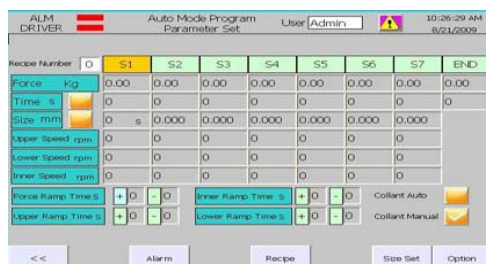 ALM DRIVER Auto Mode Program Parameter Set User Admin 10:26:29 AM 8/21/2009
Recipe Number 0 S1 S2 S3 S4 S5 S6 S7 END
Force Kg 0.00 0.00 0.00 0.00 0.00 0.00 0.00 0.00
Time s 0 0 0 0 0 0 0 0
Size mm 0 s 0.000 0.000 0.000 0.000 0.000 0.000
Upper Speed rpm 0 0 0 0 0 0 0
Lower Speed rpm 0 0 0 0 0 0 0
Inner Speed rpm 0 0 0 0 0 0 0
Force Ramp Time S + 0 - 0 Inner Ramp Time S + 0 - 0 Collant Auto
Upper Ramp Time S + 0 - 0 Lower Ramp Time S + 0 - 0 Collant Manual
<< Alarm Recipe Size Set Option